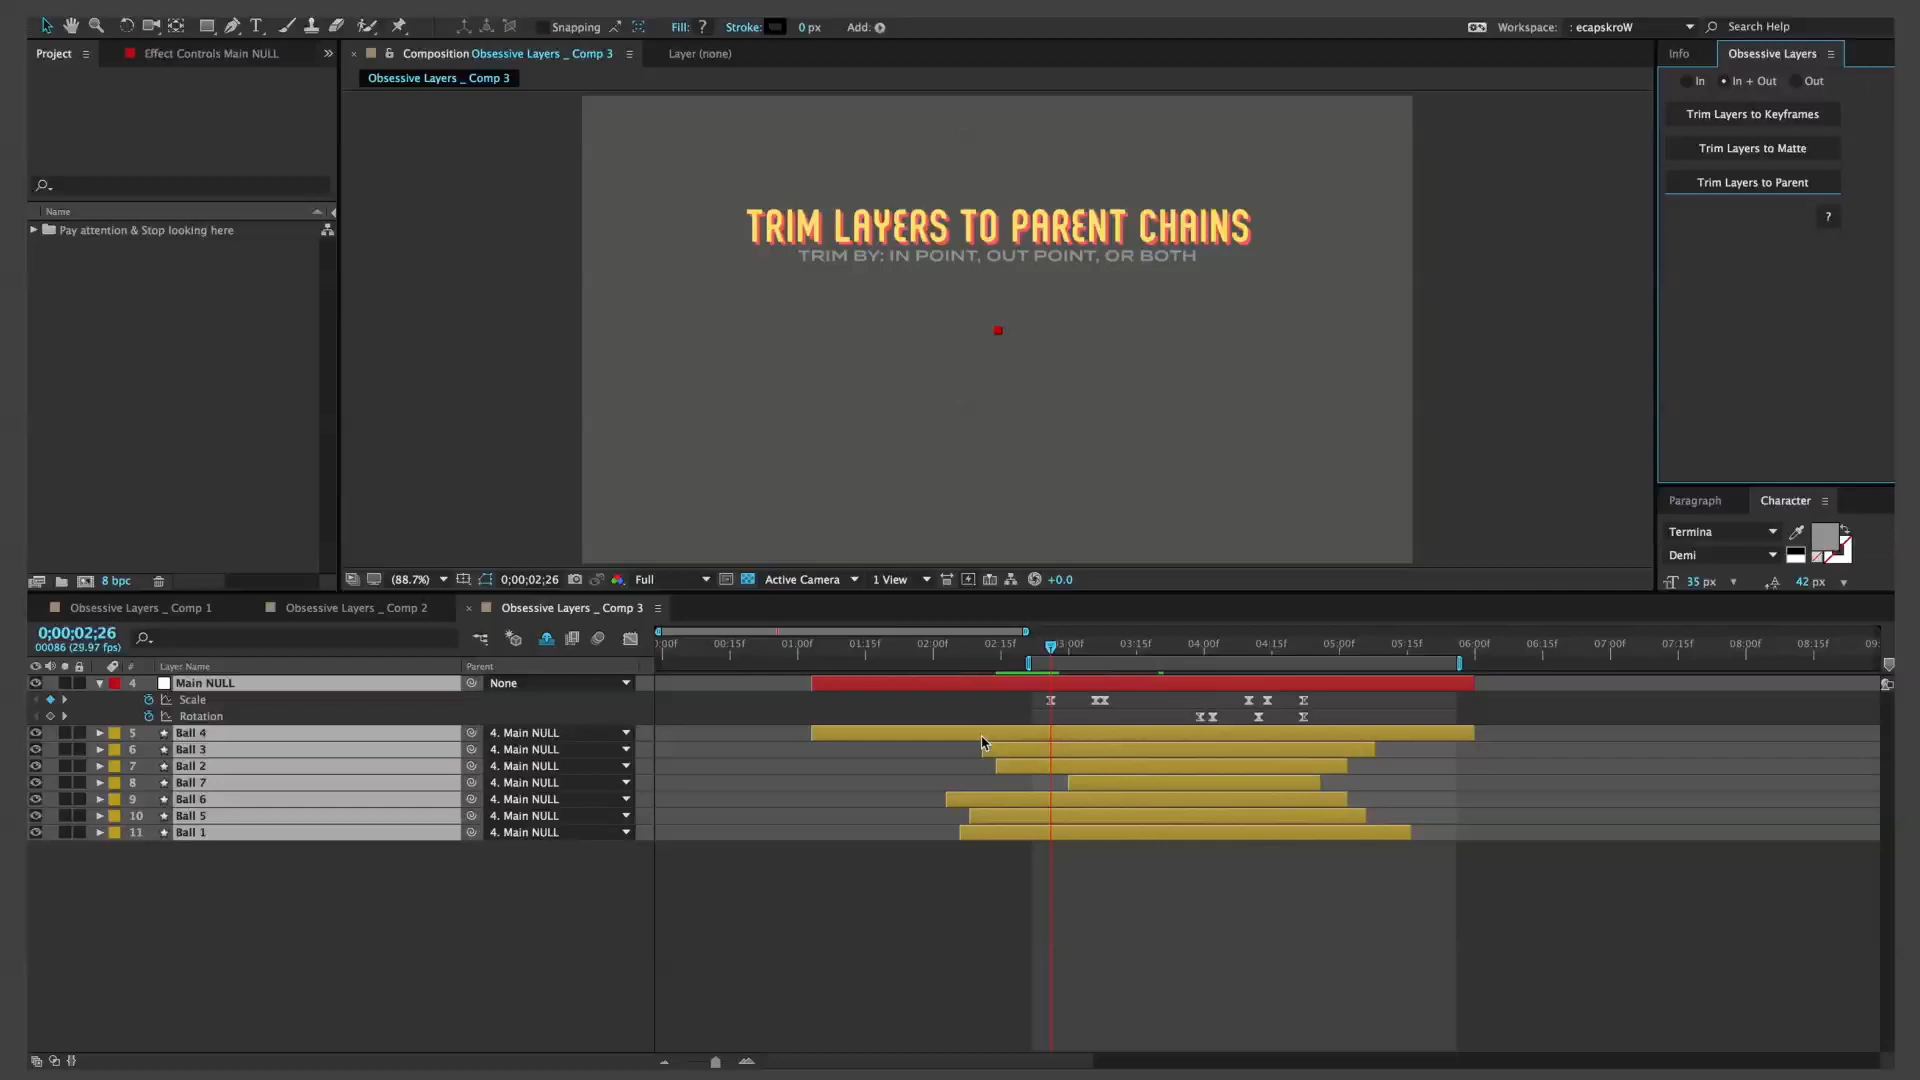 Snapping
Fill: ?
Stroke:
0 px
Add:
Workspace:
: ecapskroW
Search Help
Project
Effect Controls Main NULL
Composition Obsessive Layers _ Comp 3
Layer (none)
Info
Obsessive Layers
Obsessive Layers _ Comp 3
In
In + Out
Out
Trim Layers to Keyframes
Trim Layers to Matte
Trim Layers to Parent
?
Name
Pay attention & Stop looking here
TRIM LAYERS TO PARENT CHAINS
TRIM BY: IN POINT, OUT POINT, OR BOTH
Paragraph
Character
Termina
Demi
35 px
42 px
8 bpc
(88.7%)
0;00;02;26
Full
Active Camera
1 View
+0.0
Obsessive Layers _ Comp 1
Obsessive Layers _ Comp 2
Obsessive Layers _ Comp 3
0;00;02;26
00086 (29.97 fps)
:00f 00:15f 01:00f 01:15f 02:00f 02:15f 03:00f 03:15f 04:00f 04:15f 05:00f 05:15f 06:00f 06:15f 07:00f 07:15f 08:00f 08:15f 09:
# Layer Name Parent
4 Main NULL None
Scale
Rotation
5 Ball 4 4. Main NULL
6 Ball 3 4. Main NULL
7 Ball 2 4. Main NULL
8 Ball 7 4. Main NULL
9 Ball 6 4. Main NULL
10 Ball 5 4. Main NULL
11 Ball 1 4. Main NULL